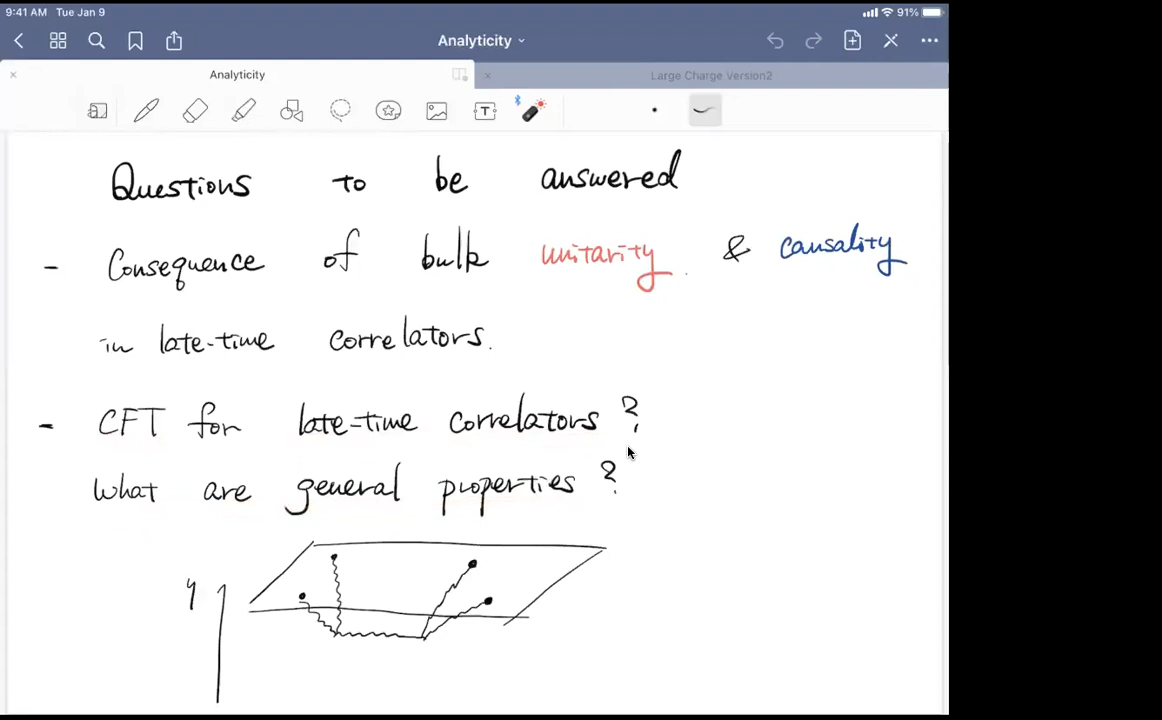 9:41 AM Tue Jan 9
91%
Analyticity
Analyticity
Large Charge Version2
Questions to be answered
- Consequence of bulk unitarity & causality
in late-time correlators.
- CFT for late-time correlators?
What are general properties?